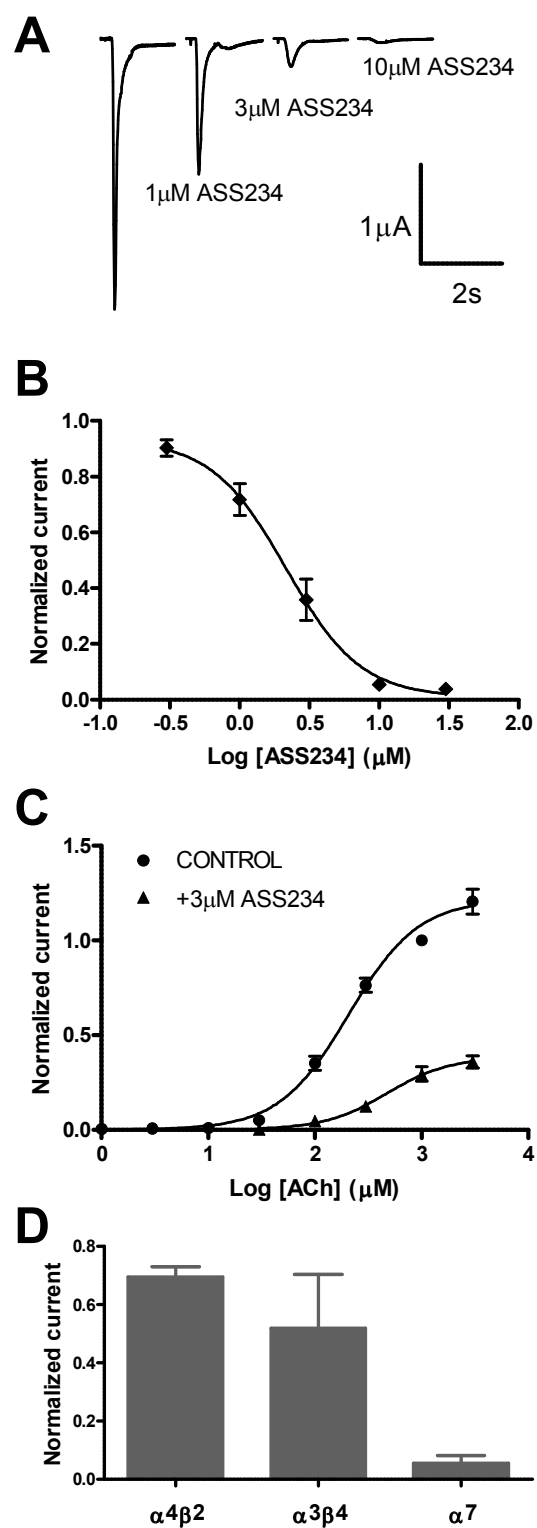 A
10μM ASS234
3μM ASS234
1μM ASS234
1μA
2s
B
Normalized current
1.0
0.8
0.6
0.4
0.2
0.0
-1.0 -0.5 0.0 0.5 1.0 1.5 2.0
Log [ASS234] (μM)
C
Normalized current
1.5
1.0
0.5
0.0
CONTROL
+3μM ASS234
0 1 2 3 4
Log [ACh] (μM)
D
Normalized current
0.8
0.6
0.4
0.2
0.0
α4β2 α3β4 α7